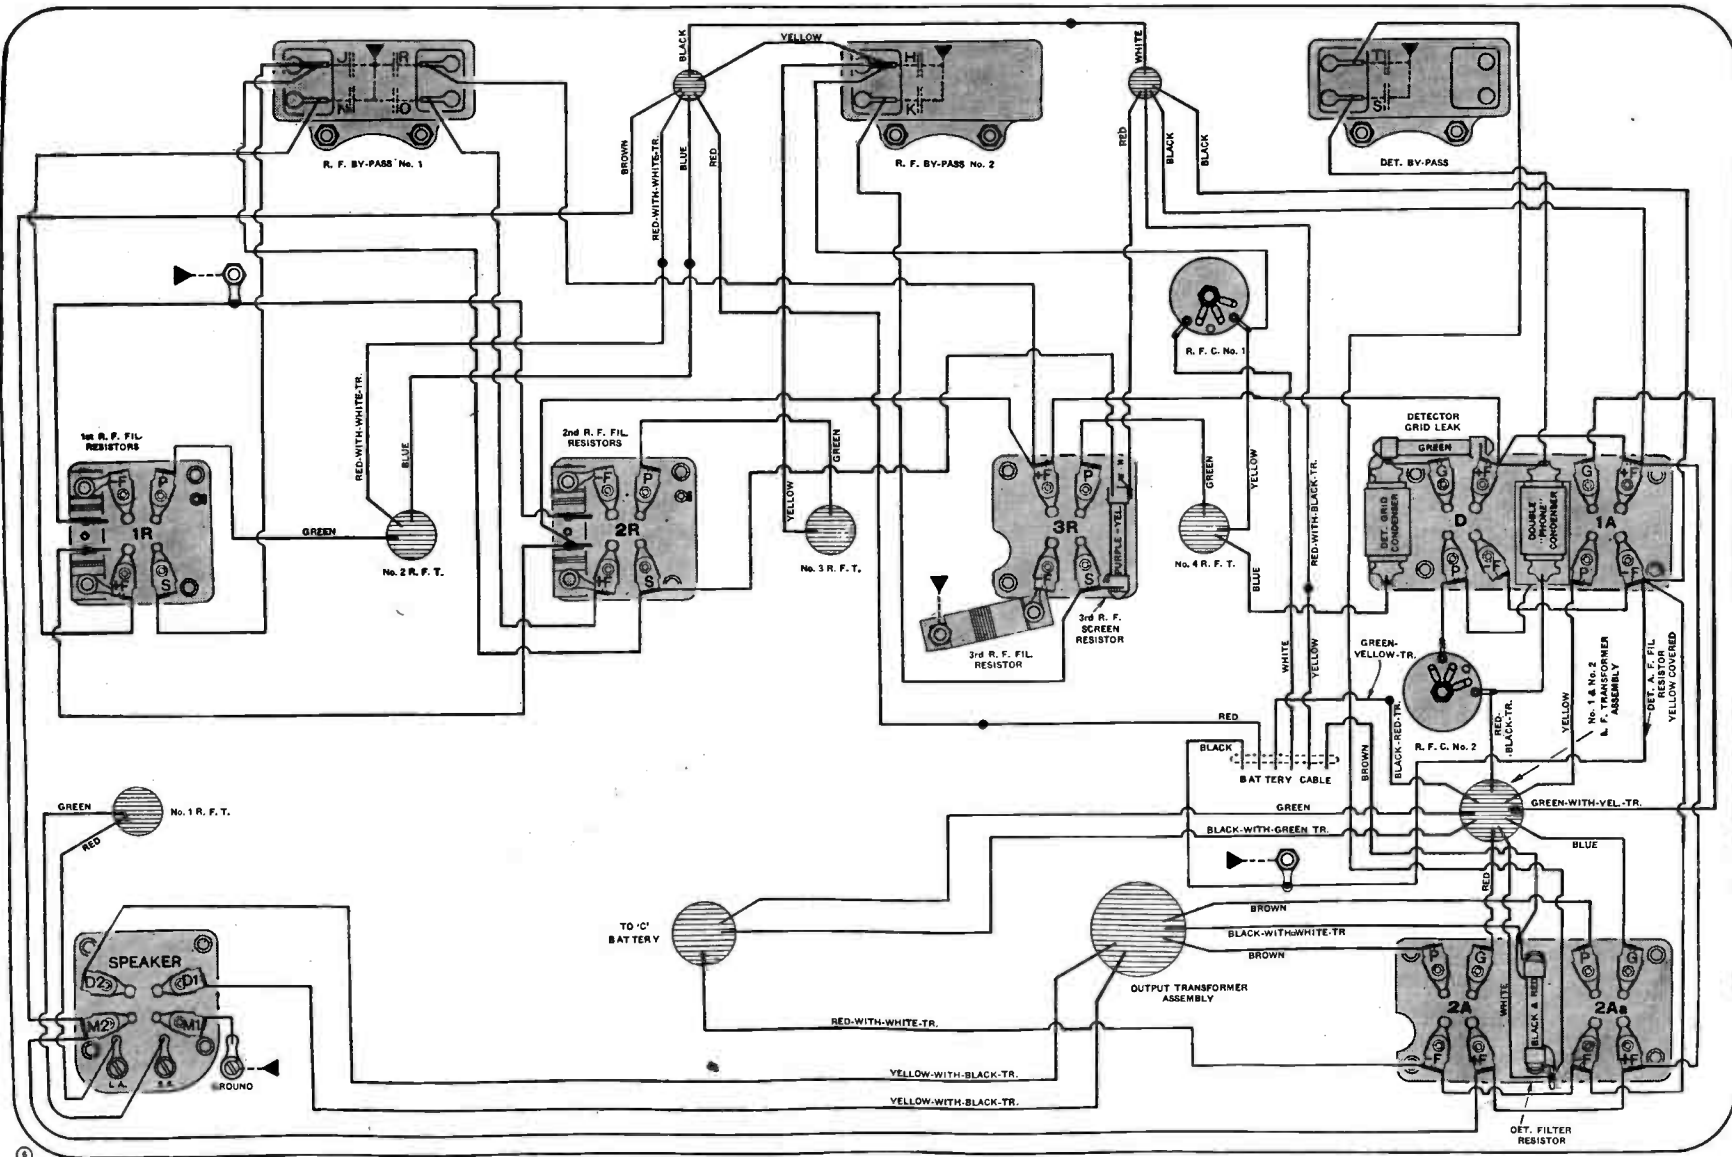 BLACK
YELLOW
WHITE
J
R
N
O
H
K
T
S
R. F. BY-PASS No. 1
R. F. BY-PASS No. 2
DET. BY-PASS
BROWN
RED-WITH-WHITE-TR.
BLUE
RED
RED
BLACK
BLACK
R. F. C. No. 1
1st R. F. FIL.
RESISTORS
RED-WITH-WHITE-TR.
BLUE
2nd R. F. FIL.
RESISTORS
GREEN
YELLOW
GREEN
YELLOW
RED-WITH-BLACK-TR.
DETECTOR
GRID LEAK
GREEN
F
P
1R
+F
S
GREEN
No. 2 R. F. T.
F
P
2R
+F
S
No. 3 R. F. T.
+F
P
3R
F
S
PURPLE-YEL.
No. 4 R. F. T.
BLUE
DET. GRID
CONDENSER
G
+F
D
P
F
DOUBLE
"PHONE"
CONDENSER
G
+F
1A
P
F
3rd R. F.
SCREEN
RESISTOR
3rd R. F. FIL.
RESISTOR
WHITE
YELLOW
GREEN-
YELLOW-TR.
BLACK-RED-TR.
R. F. C. No. 2
RED-
BLACK-TR.
YELLOW
No. 1 & No. 2
A. F. TRANSFORMER
ASSEMBLY
DET. A. F. FIL
RESISTOR
YELLOW COVERED
RED
BLACK
BATTERY CABLE
BROWN
GREEN
No. 1 R. F. T.
RED
GREEN
BLACK-WITH-GREEN TR.
GREEN-WITH-YEL.-TR.
BLUE
RED
TO 'C'
BATTERY
BROWN
BLACK-WITH-WHITE-TR
BROWN
OUTPUT TRANSFORMER
ASSEMBLY
SPEAKER
D2
D1
M2
M1
L.A.
GROUND
RED-WITH-WHITE-TR.
YELLOW-WITH-BLACK-TR.
YELLOW-WITH-BLACK-TR.
P
G
2A
F
+F
WHITE
BLACK & RED
P
G
2Aa
F
+F
DET. FILTER
RESISTOR